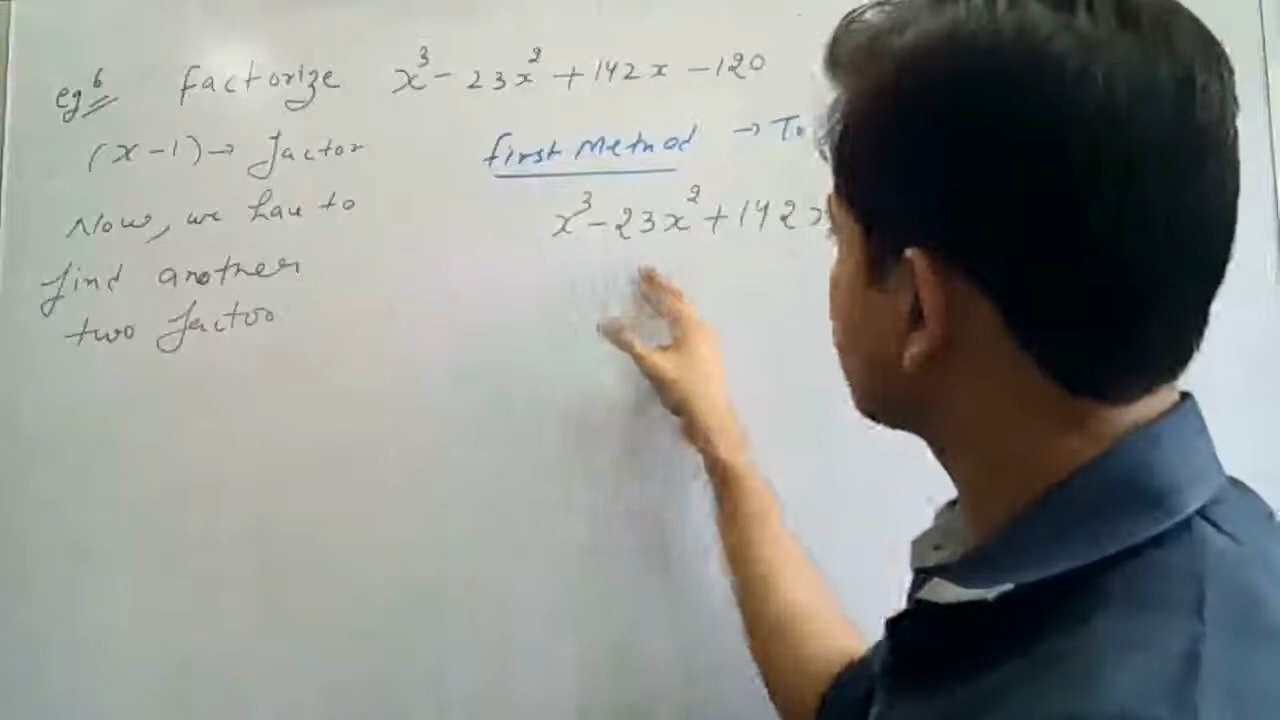 eg 6 factorize x³ - 23x² + 142x - 120
(x-1) → factor
Now, we have to
find another
two factor
first Method →
x³ - 23x² + 142x